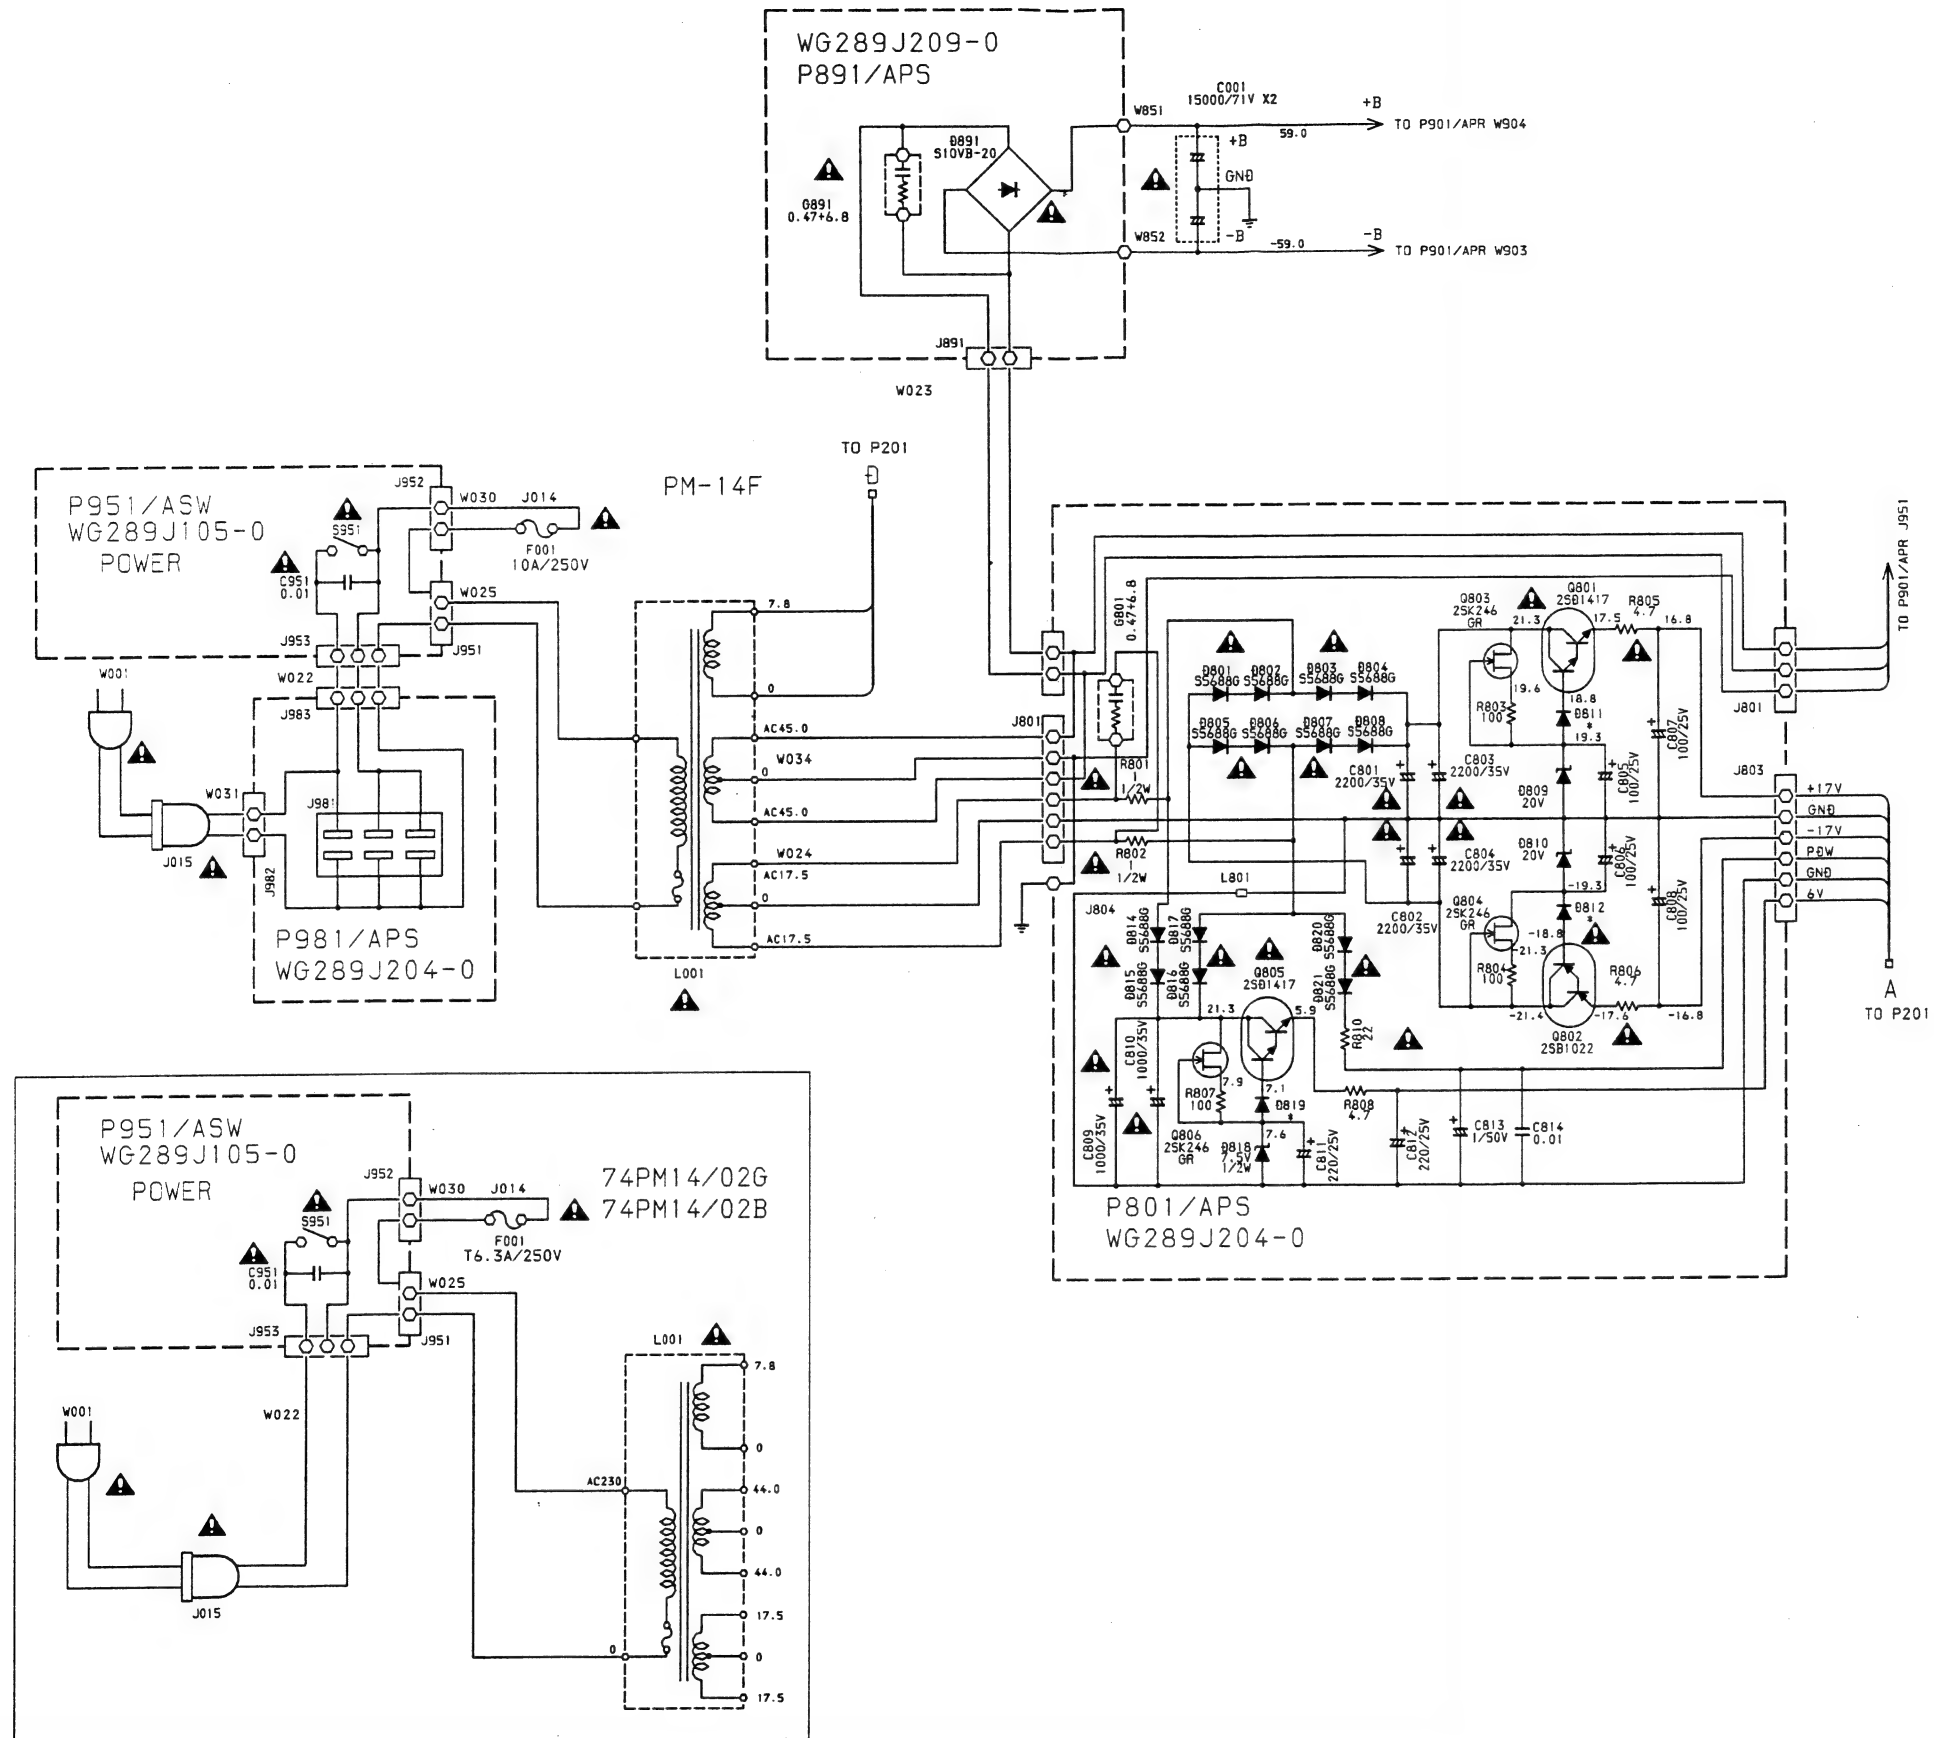 WG289J209-0
P891/APS
D891
S10VB-20
G891
0.47+6.8
W851
C001
15000/71V X2
+B
59.0
TO P901/APR W904
+B
GND
-B
W852
-59.0
-B
TO P901/APR W903
J891
W023
TO P201
D
PM-14F
P951/ASW
WG289J105-0
POWER
S951
C951
0.01
J952
W030
J014
F001
10A/250V
W025
J951
J953
W022
J983
W001
W031
J015
J982
J981
P981/APS
WG289J204-0
7.8
0
AC45.0
W034
0
AC45.0
W024
AC17.5
0
AC17.5
L001
J801
G801
0.47+6.8
R801
1
1/2W
R802
1
1/2W
D801
S5688G
D802
S5688G
D803
S5688G
D804
S5688G
D805
S5688G
D806
S5688G
D807
S5688G
D808
S5688G
C801
2200/35V
C803
2200/35V
C802
2200/35V
C804
2200/35V
L801
J804
Q803
2SK246
GR
21.3
Q801
2SD1417
17.5
R805
4.7
16.8
19.6
R803
100
18.8
D811
*
19.3
D809
20V
C805
100/25V
C807
100/25V
D810
20V
C806
100/25V
C808
100/25V
-19.3
D812
*
Q804
2SK246
GR
-18.8
-21.3
R804
100
R806
4.7
-21.4
-17.6
-16.8
Q802
2SB1022
D814
S5688G
D817
S5688G
D815
S5688G
D816
S5688G
D820
S5688G
D821
S5688G
Q805
2SD1417
21.3
5.9
R810
22
C810
1000/35V
C809
1000/35V
R807
100
7.9
7.1
D819
*
Q806
2SK246
GR
7.6
D818
7.5V
1/2W
C811
220/25V
R808
4.7
C812
220/25V
C813
1/50V
C814
0.01
P801/APS
WG289J204-0
TO P901/APR J951
J801
J803
+17V
GND
-17V
PDW
GND
6V
A
TO P201
P951/ASW
WG289J105-0
POWER
S951
C951
0.01
J952
W030
J014
F001
T6.3A/250V
W025
J951
J953
74PM14/02G
74PM14/02B
W022
W001
J015
L001
AC230
0
7.8
0
44.0
0
44.0
17.5
0
17.5